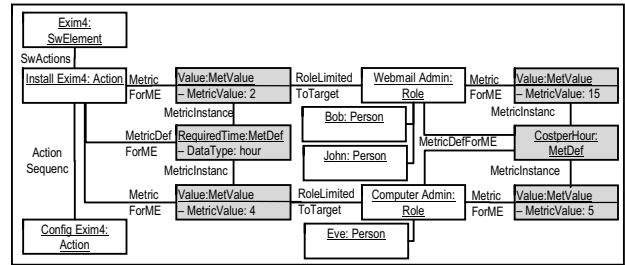 Exim4:
SwElement
SwActions
Install Exim4: Action
Metric
ForME
Value:MetValue
– MetricValue: 2
RoleLimited
ToTarget
Webmail Admin:
Role
Metric
ForME
Value:MetValue
– MetricValue: 15
MetricInstance
MetricInstanc
Bob: Person
MetricDef
ForME
RequiredTime:MetDef
– DataType: hour
MetricDefForME
CostperHour:
MetDef
John: Person
Action
Sequenc
MetricInstanc
MetricInstance
Metric
ForME
Value:MetValue
– MetricValue: 4
RoleLimited
ToTarget
Computer Admin:
Role
Metric
ForME
Value:MetValue
– MetricValue: 5
Config Exim4:
Action
Eve: Person